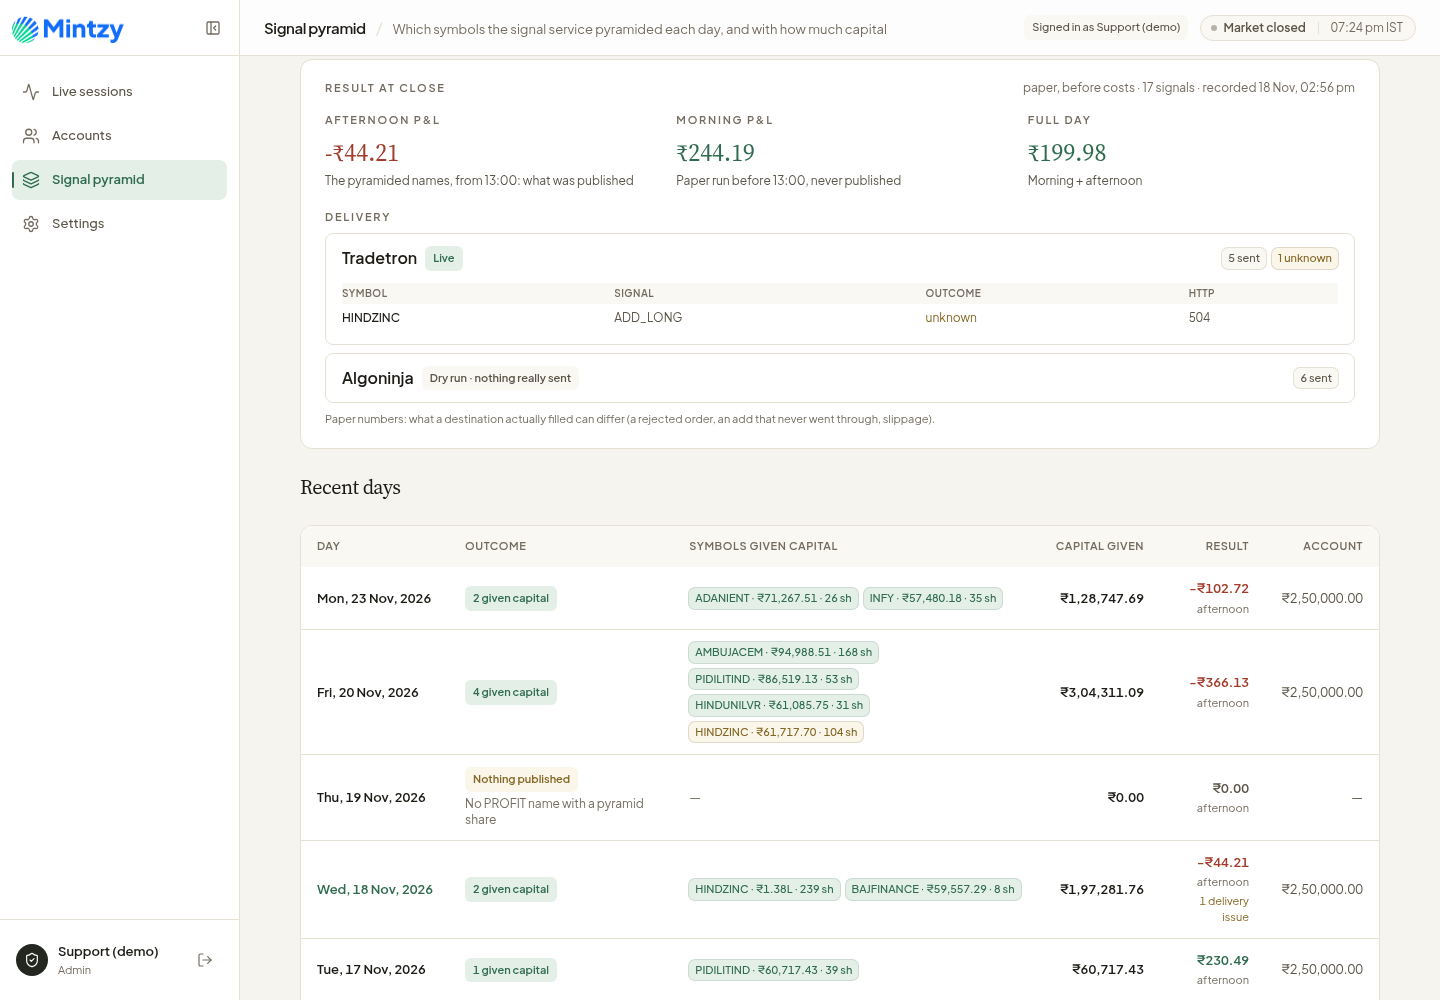 Mintzy
Signal pyramid / Which symbols the signal service pyramided each day, and with how much capital
Signed in as Support (demo)
Market closed | 07:24 pm IST
Live sessions
Accounts
Signal pyramid
Settings
RESULT AT CLOSE
paper, before costs · 17 signals · recorded 18 Nov, 02:56 pm
AFTERNOON P&L MORNING P&L FULL DAY
-₹44.21 ₹244.19 ₹199.98
The pyramided names, from 13:00: what was published Paper run before 13:00, never published Morning + afternoon
DELIVERY
Tradetron Live 5 sent 1 unknown
SYMBOL SIGNAL OUTCOME HTTP
HINDZINC ADD_LONG unknown 504
Algoninja Dry run · nothing really sent 6 sent
Paper numbers: what a destination actually filled can differ (a rejected order, an add that never went through, slippage).
Recent days
DAY OUTCOME SYMBOLS GIVEN CAPITAL CAPITAL GIVEN RESULT ACCOUNT
Mon, 23 Nov, 2026 2 given capital ADANIENT · ₹71,267.51 · 26 sh INFY · ₹57,480.18 · 35 sh ₹1,28,747.69 -₹102.72 ₹2,50,000.00
afternoon
AMBUJACEM · ₹94,988.51 · 168 sh
PIDILITIND · ₹86,519.13 · 53 sh
Fri, 20 Nov, 2026 4 given capital ₹3,04,311.09 -₹366.13 ₹2,50,000.00
afternoon
HINDUNILVR · ₹61,085.75 · 31 sh
HINDZINC · ₹61,717.70 · 104 sh
Nothing published
Thu, 19 Nov, 2026 — ₹0.00 ₹0.00 —
No PROFIT name with a pyramid afternoon
share
Wed, 18 Nov, 2026 2 given capital HINDZINC · ₹1.38L · 239 sh BAJFINANCE · ₹59,557.29 · 8 sh ₹1,97,281.76 -₹44.21 ₹2,50,000.00
afternoon
1 delivery
issue
Tue, 17 Nov, 2026 1 given capital PIDILITIND · ₹60,717.43 · 39 sh ₹60,717.43 ₹230.49 ₹2,50,000.00
afternoon
Support (demo)
Admin